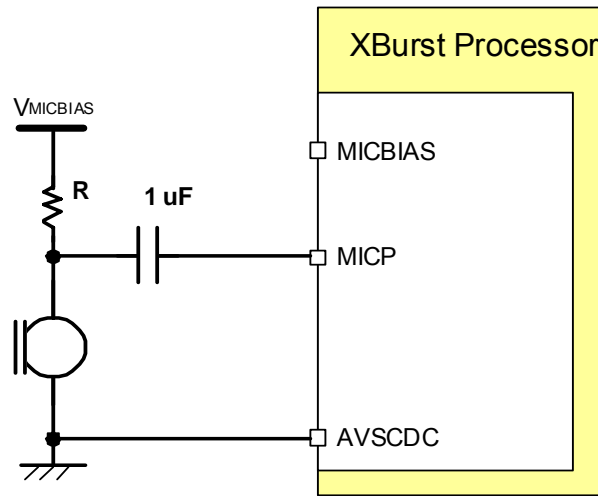 XBurst Processor
VMICBIAS
MICBIAS
R
1 uF
MICP
AVSCDC